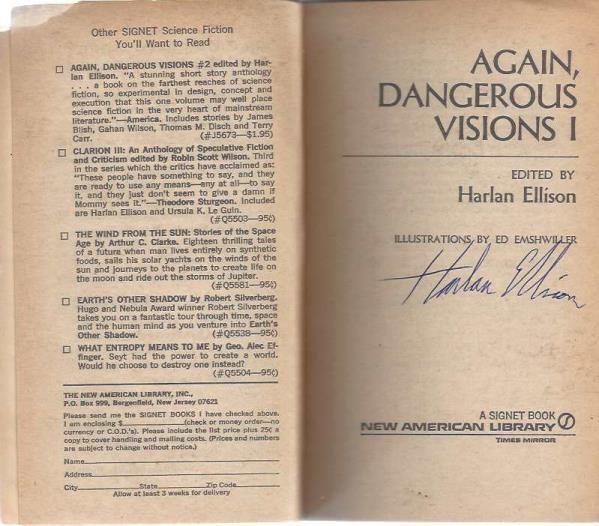 Other SIGNET Science Fiction
You'll Want to Read
AGAIN, DANGEROUS VISIONS #2 edited by Har-
lan Ellison. "A stunning short story anthology
. . . a book on the farthest reaches of science
fiction, so experimental in design, concept and
execution that this one volume may well place
science fiction in the very heart of mainstream
literature."—America. Includes stories by James
Blish, Gahan Wilson, Thomas M. Disch and Terry
Carr. (#J5673—$1.95)
CLARION III: An Anthology of Speculative Fiction
and Criticism edited by Robin Scott Wilson. Third
in the series which the critics have acclaimed as:
"These people have something to say, and they
are ready to use any means—any at all—to say
it, and they just don't seem to give a damn if
Mommy sees it."—Theodore Sturgeon. Included
are Harlan Ellison and Ursula K. Le Guin.
(#Q5503—95¢)
THE WIND FROM THE SUN: Stories of the Space
Age by Arthur C. Clarke. Eighteen thrilling tales
of a future when man lives entirely on synthetic
foods, sails his solar yachts on the winds of the
sun and journeys to the planets to create life on
the moon and ride out the storms of Jupiter.
(#Q5581—95¢)
EARTH'S OTHER SHADOW by Robert Silverberg.
Hugo and Nebula Award winner Robert Silverberg
takes you on a fantastic tour through time, space
and the human mind as you venture into Earth's
Other Shadow. (#Q5538—95¢)
WHAT ENTROPY MEANS TO ME by Geo. Alec Ef-
finger. Seyt had the power to create a world.
Would he choose to destroy one instead?
(#Q5504—95¢)
THE NEW AMERICAN LIBRARY, INC.,
P.O. Box 999, Bergenfield, New Jersey 07621
Please send me the SIGNET BOOKS I have checked above.
I am enclosing $ (check or money order—no
currency or C.O.D.'s). Please include the list price plus 25¢ a
copy to cover handling and mailing costs. (Prices and numbers
are subject to change without notice.)
Name
Address
City State Zip Code
Allow at least 3 weeks for delivery
AGAIN,
DANGEROUS
VISIONS I
EDITED BY
Harlan Ellison
ILLUSTRATIONS BY ED EMSHWILLER
Harlan Ellison
A SIGNET BOOK
NEW AMERICAN LIBRARY
TIMES MIRROR